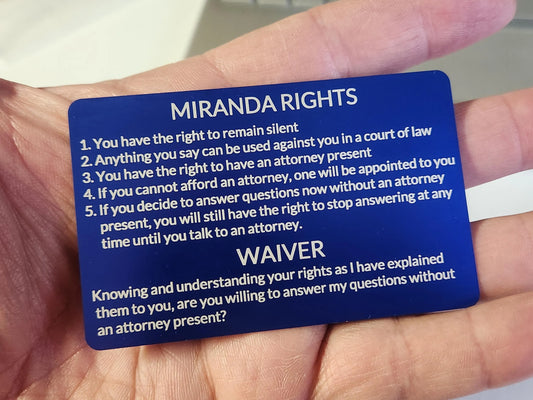 MIRANDA RIGHTS
1. You have the right to remain silent
2. Anything you say can be used against you in a court of law
3. You have the right to have an attorney present
4. If you cannot afford an attorney, one will be appointed to you
5. If you decide to answer questions now without an attorney
present, you will still have the right to stop answering at any
time until you talk to an attorney.
WAIVER
Knowing and understanding your rights as I have explained
them to you, are you willing to answer my questions without
an attorney present?